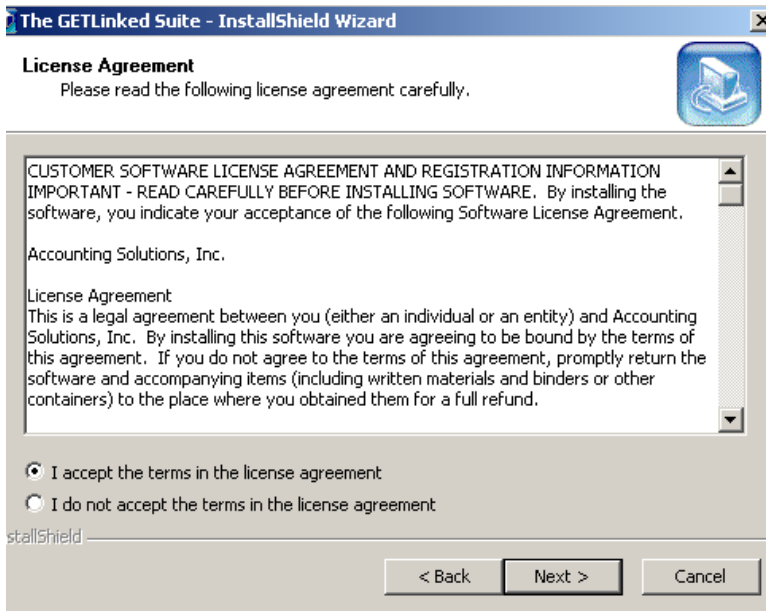 The GETLinked Suite - InstallShield Wizard
License Agreement
Please read the following license agreement carefully.
CUSTOMER SOFTWARE LICENSE AGREEMENT AND REGISTRATION INFORMATION
IMPORTANT - READ CAREFULLY BEFORE INSTALLING SOFTWARE.  By installing the
software, you indicate your acceptance of the following Software License Agreement.
Accounting Solutions, Inc.
License Agreement
This is a legal agreement between you (either an individual or an entity) and Accounting
Solutions, Inc.  By installing this software you are agreeing to be bound by the terms of
this agreement.  If you do not agree to the terms of this agreement, promptly return the
software and accompanying items (including written materials and binders or other
containers) to the place where you obtained them for a full refund.
I accept the terms in the license agreement
I do not accept the terms in the license agreement
stallShield
< Back
Next >
Cancel